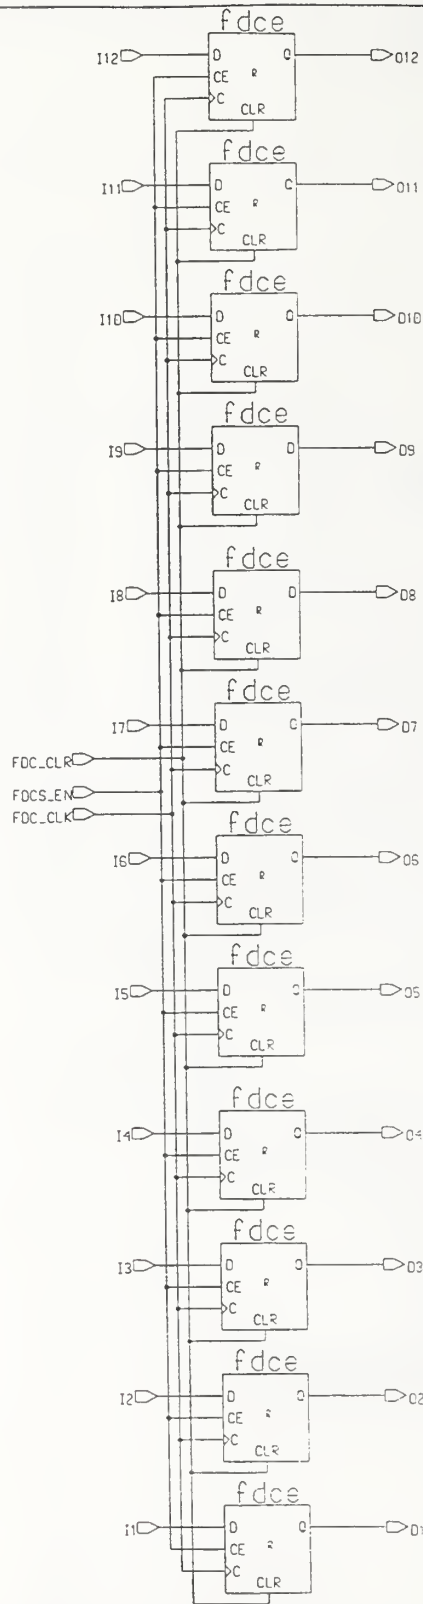 fdce
I12 D Q O12
CE R
C
CLR
fdce
I11 D Q O11
CE R
C
CLR
fdce
I10 D Q O10
CE R
C
CLR
fdce
I9 D Q O9
CE R
C
CLR
fdce
I8 D Q O8
CE R
C
CLR
fdce
I7 D Q O7
FDC_CLR CE R
FDCS_EN C
FDC_CLK CLR
fdce
I6 D Q O6
CE R
C
CLR
fdce
I5 D Q O5
CE R
C
CLR
fdce
I4 D Q O4
CE R
C
CLR
fdce
I3 D Q O3
CE R
C
CLR
fdce
I2 D Q O2
CE R
C
CLR
fdce
I1 D Q O1
CE R
C
CLR